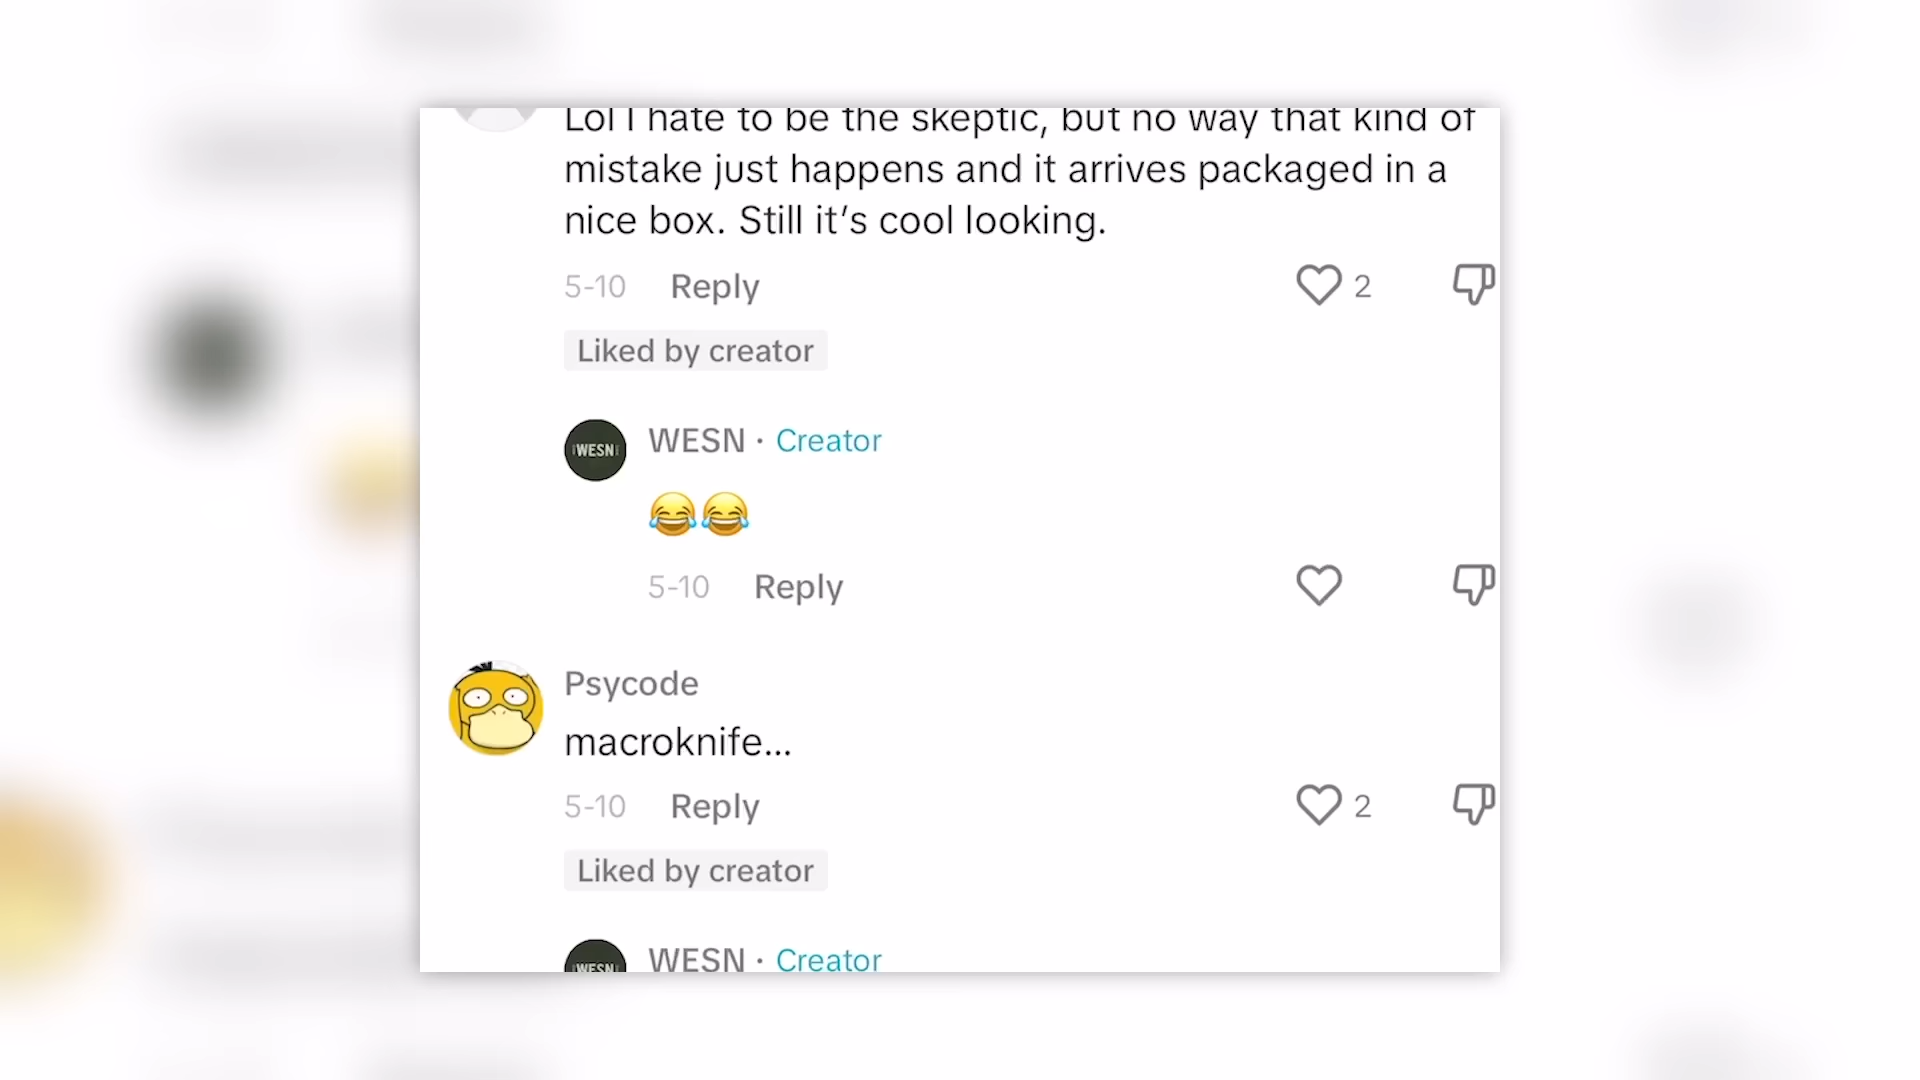 Lol I hate to be the skeptic, but no way that kind of
mistake just happens and it arrives packaged in a
nice box. Still it’s cool looking.
5-10 Reply 2
Liked by creator
WESN
WESN · Creator
😂😂
5-10 Reply
Psycode
macroknife...
5-10 Reply 2
Liked by creator
WESN
WESN · Creator